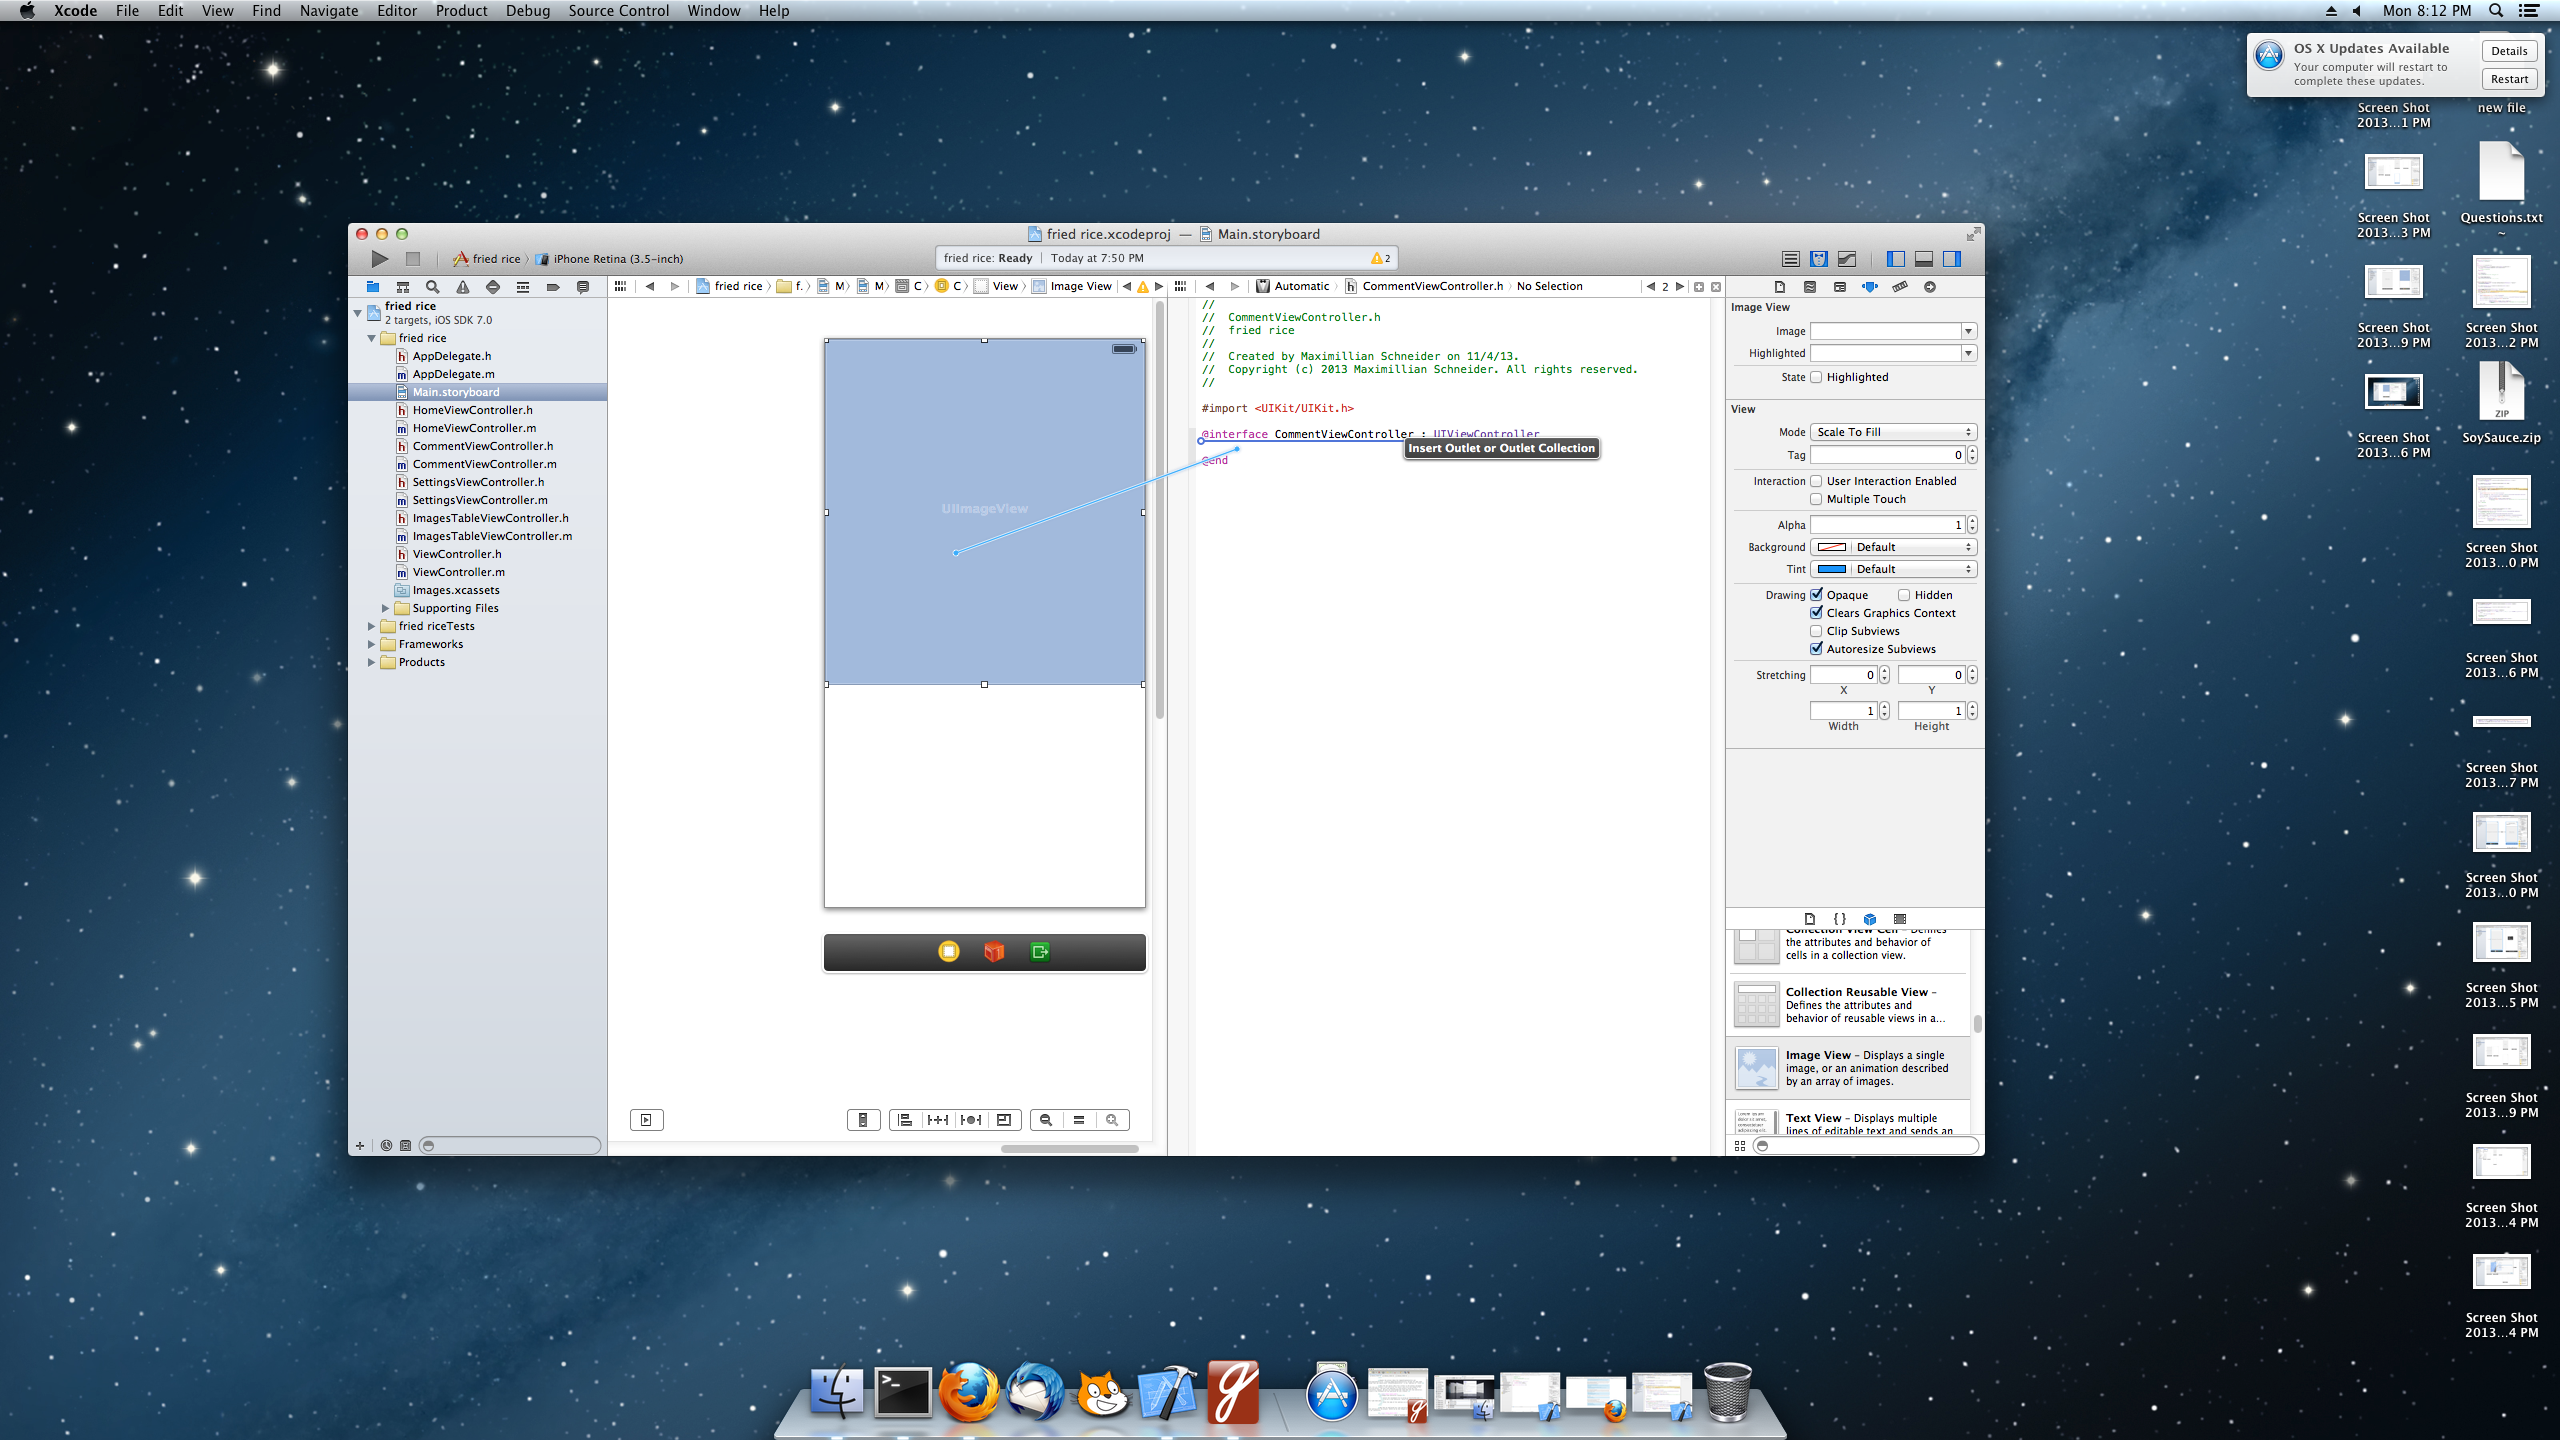 Xcode File Edit View Find Navigate Editor Product Debug Source Control Window Help
Mon 8:12 PM
OS X Updates Available
Your computer will restart to
complete these updates.
Details
Restart
Screen Shot
2013...1 PM
new file
Screen Shot
2013...3 PM
Questions.txt
~
Screen Shot
2013...9 PM
Screen Shot
2013...2 PM
Screen Shot
2013...6 PM
ZIP
SoySauce.zip
Screen Shot
2013...0 PM
Screen Shot
2013...6 PM
Screen Shot
2013...7 PM
Screen Shot
2013...0 PM
Screen Shot
2013...5 PM
Screen Shot
2013...9 PM
Screen Shot
2013...4 PM
Screen Shot
2013...4 PM
fried rice.xcodeproj — Main.storyboard
fried rice iPhone Retina (3.5-inch)
fried rice: Ready Today at 7:50 PM
2
fried rice f. M M C C View Image View
Automatic CommentViewController.h No Selection
2
fried rice
2 targets, iOS SDK 7.0
fried rice
AppDelegate.h
AppDelegate.m
Main.storyboard
HomeViewController.h
HomeViewController.m
CommentViewController.h
CommentViewController.m
SettingsViewController.h
SettingsViewController.m
ImagesTableViewController.h
ImagesTableViewController.m
ViewController.h
ViewController.m
Images.xcassets
Supporting Files
fried riceTests
Frameworks
Products
UIImageView
//
// CommentViewController.h
// fried rice
//
// Created by Maximillian Schneider on 11/4/13.
// Copyright (c) 2013 Maximillian Schneider. All rights reserved.
//
#import <UIKit/UIKit.h>
@interface CommentViewController : UIViewController
Insert Outlet or Outlet Collection
@end
Image View
Image
Highlighted
State Highlighted
View
Mode Scale To Fill
Tag 0
Interaction User Interaction Enabled
Multiple Touch
Alpha 1
Background Default
Tint Default
Drawing Opaque Hidden
Clears Graphics Context
Clip Subviews
Autoresize Subviews
Stretching 0 0
X Y
1 1
Width Height
{ }
Collection View Cell – Defines
the attributes and behavior of
cells in a collection view.
Collection Reusable View –
Defines the attributes and
behavior of reusable views in a...
Image View – Displays a single
image, or an animation described
by an array of images.
Text View – Displays multiple
lines of editable text and sends an